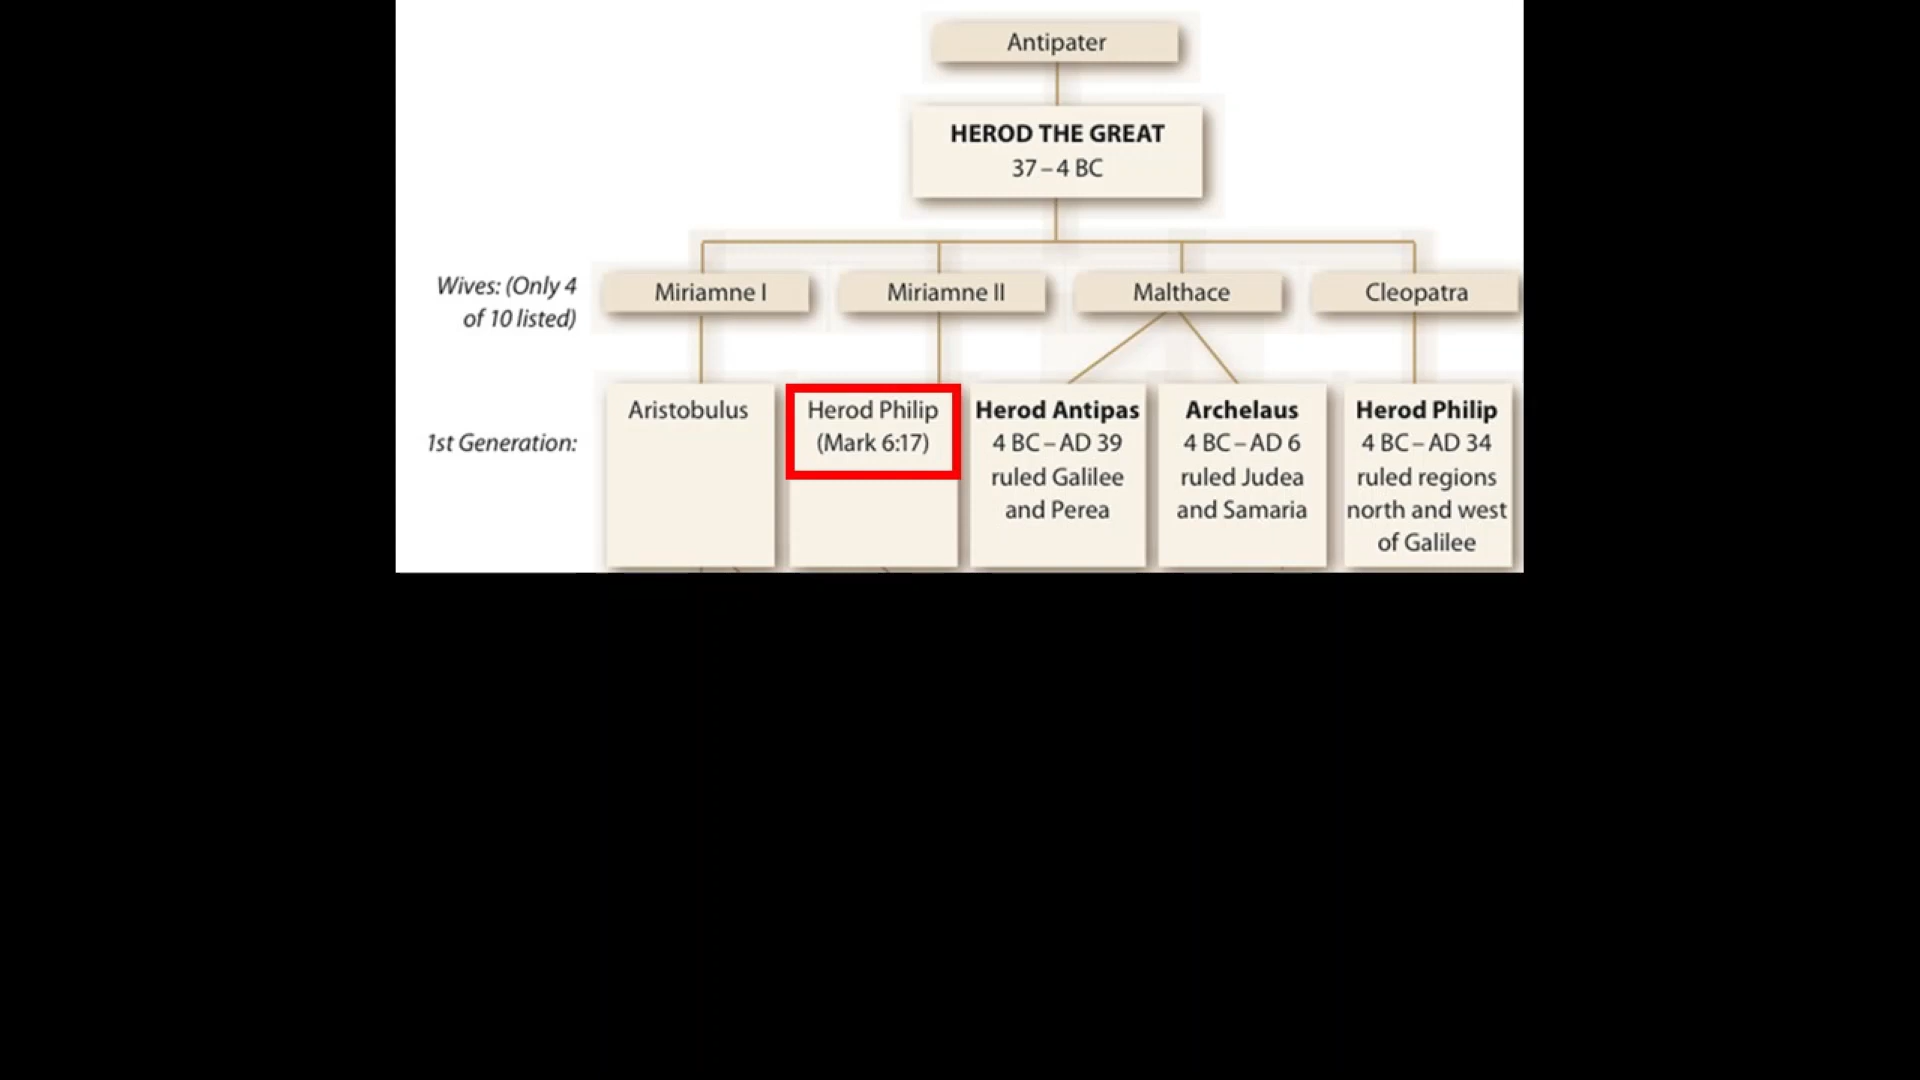 Antipater
HEROD THE GREAT
37 – 4 BC
Wives: (Only 4
of 10 listed)
Miriamne I
Miriamne II
Malthace
Cleopatra
1st Generation:
Aristobulus
Herod Philip
(Mark 6:17)
Herod Antipas
4 BC – AD 39
ruled Galilee
and Perea
Archelaus
4 BC – AD 6
ruled Judea
and Samaria
Herod Philip
4 BC – AD 34
ruled regions
north and west
of Galilee